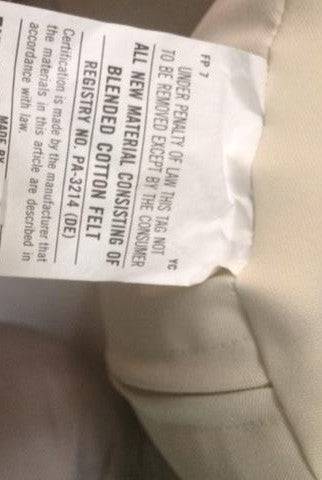 FP 7
YC
UNDER PENALTY OF LAW THIS TAG NOT
TO BE REMOVED EXCEPT BY THE CONSUMER
ALL NEW MATERIAL CONSISTING OF
BLENDED COTTON FELT
REGISTRY NO. PA-3214 (DE)
Certification is made by the manufacturer that
the materials in this article are described in
accordance with law.
MADE BY